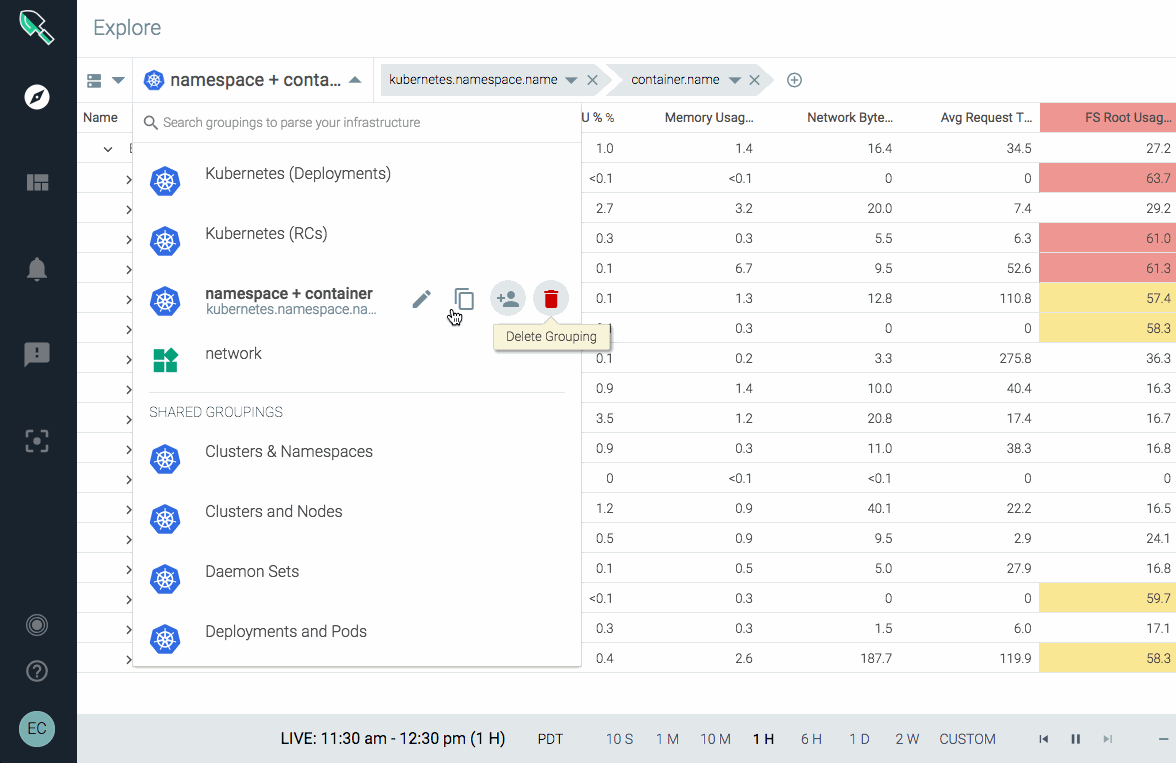 Explore
namespace + conta...
kubernetes.namespace.name
container.name
Name
U % %
Memory Usag...
Network Byte...
Avg Request T...
FS Root Usag...
Search groupings to parse your infrastructure
1.0 1.4 16.4 34.5 27.2
<0.1 <0.1 0 0 63.7
2.7 3.2 20.0 7.4 29.2
0.3 0.3 5.5 6.3 61.0
0.1 6.7 9.5 52.6 61.3
0.1 1.3 12.8 110.8 57.4
0.3 0 0 58.3
0.1 0.2 3.3 275.8 36.3
0.9 1.4 10.0 40.4 16.3
3.5 1.2 20.8 17.4 16.7
0.9 0.3 11.0 38.3 16.8
0 <0.1 <0.1 0 0
1.2 0.9 40.1 22.2 16.5
0.5 0.9 9.5 2.9 24.1
0.1 0.5 5.0 27.9 16.8
<0.1 0.3 0 0 59.7
0.3 0.3 1.5 6.0 17.1
0.4 2.6 187.7 119.9 58.3
Kubernetes (Deployments)
Kubernetes (RCs)
namespace + container
kubernetes.namespace.na...
Delete Grouping
network
SHARED GROUPINGS
Clusters & Namespaces
Clusters and Nodes
Daemon Sets
Deployments and Pods
EC
LIVE: 11:30 am - 12:30 pm (1 H) PDT 10 S 1 M 10 M 1 H 6 H 1 D 2 W CUSTOM